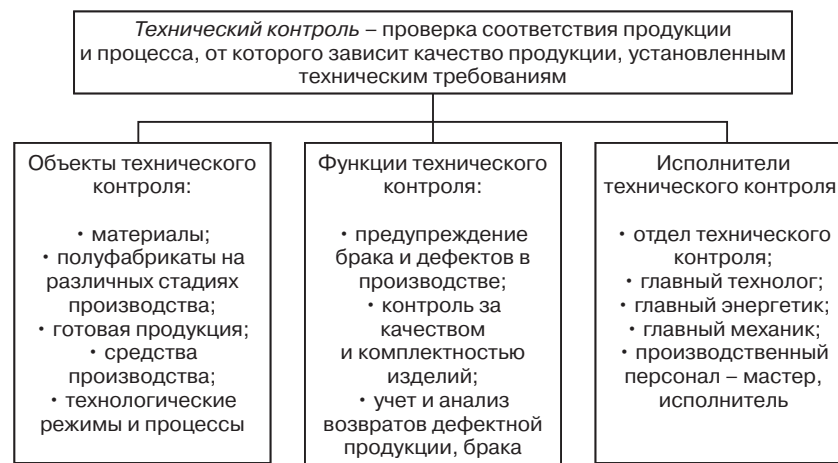 Технический контроль – проверка соответствия продукции
и процесса, от которого зависит качество продукции, установленным
техническим требованиям
Объекты технического
контроля:
• материалы;
• полуфабрикаты на
различных стадиях
производства;
• готовая продукция;
• средства
производства;
• технологические
режимы и процессы
Функции технического
контроля:
• предупреждение
брака и дефектов в
производстве;
• контроль за
качеством
и комплектностью
изделий;
• учет и анализ
возвратов дефектной
продукции, брака
Исполнители
технического контроля
• отдел технического
контроля;
• главный технолог;
• главный энергетик;
• главный механик;
• производственный
персонал – мастер,
исполнитель